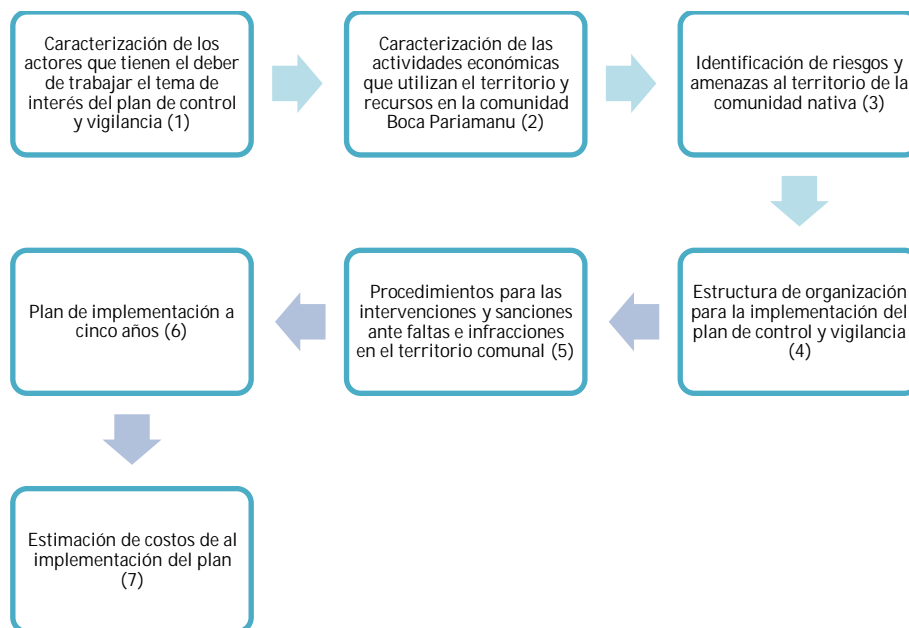 Caracterización de los
actores que tienen el deber
de trabajar el tema de
interés del plan de control
y vigilancia (1)
Caracterización de las
actividades económicas
que utilizan el territorio y
recursos en la comunidad
Boca Pariamanu (2)
Identificación de riesgos y
amenazas al territorio de la
comunidad nativa (3)
Estructura de organización
para la implementación del
plan de control y vigilancia
(4)
Procedimientos para las
intervenciones y sanciones
ante faltas e infracciones
en el territorio comunal (5)
Plan de implementación a
cinco años (6)
Estimación de costos de al
implementación del plan
(7)